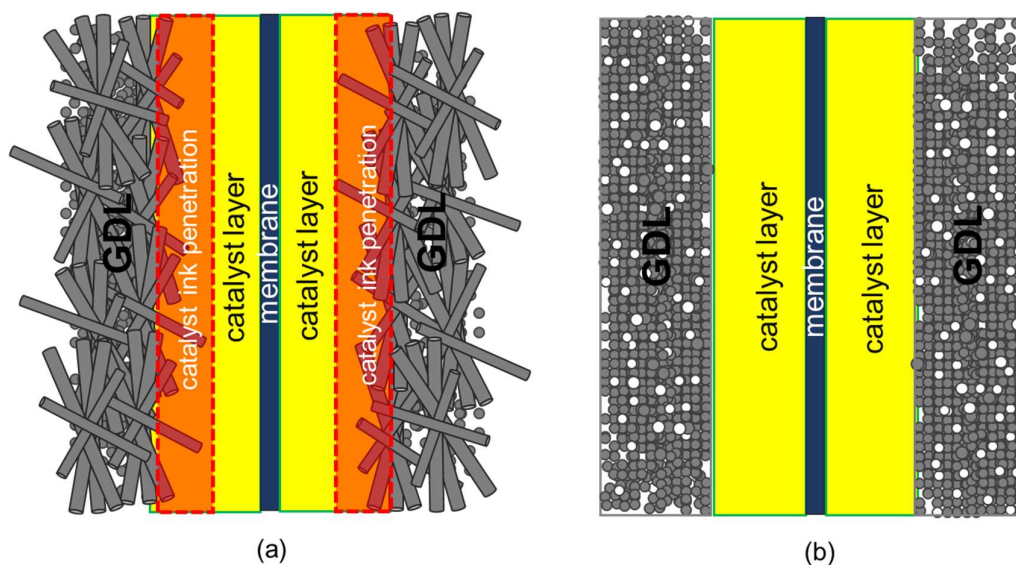 GDL
catalyst ink penetration
catalyst layer
membrane
catalyst layer
catalyst ink penetration
GDL
(a)
GDL
catalyst layer
membrane
catalyst layer
GDL
(b)